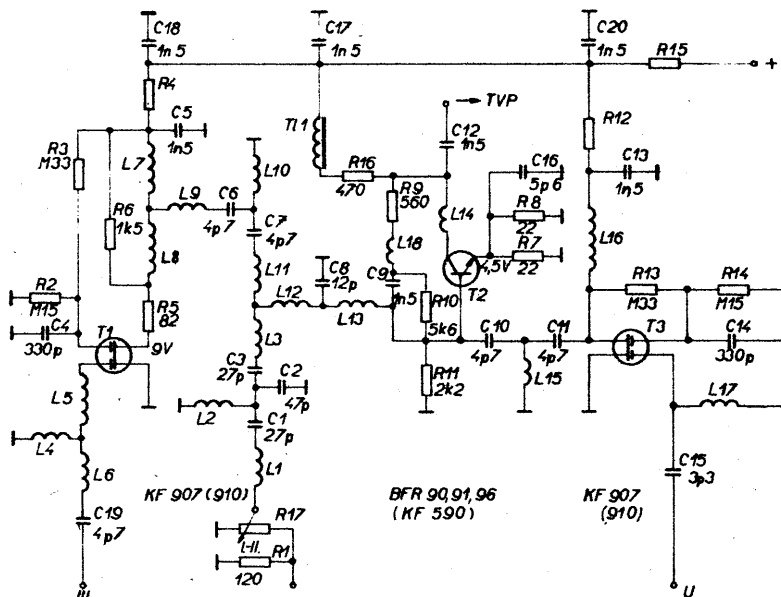 C18
1n5
C17
1n5
C20
1n5
R15
+
R4
TVP
C5
1n5
R3
M33
L7
Tl1
C12
1n5
R12
L10
R16
470
C16
5p6
C13
1n5
L9
C6
4p7
R9
560
R6
1k5
C7
4p7
L14
R8
22
L8
L18
L16
R7
22
4,5V
L11
C8
12p
C9
1n5
T2
R2
M15
R13
M33
R14
M15
R5
82
L12
L13
R10
5k6
C4
330p
T1
9V
L3
C10
4p7
C11
4p7
T3
C14
330p
C3
27p
C2
47p
R11
2k2
L15
L5
L2
C1
27p
L17
L4
L6
L1
C15
3p3
KF 907 (910)
BFR 90,91,96
(KF 590)
KF 907
(910)
C19
4p7
R17
I.-II.
R1
120
III
U